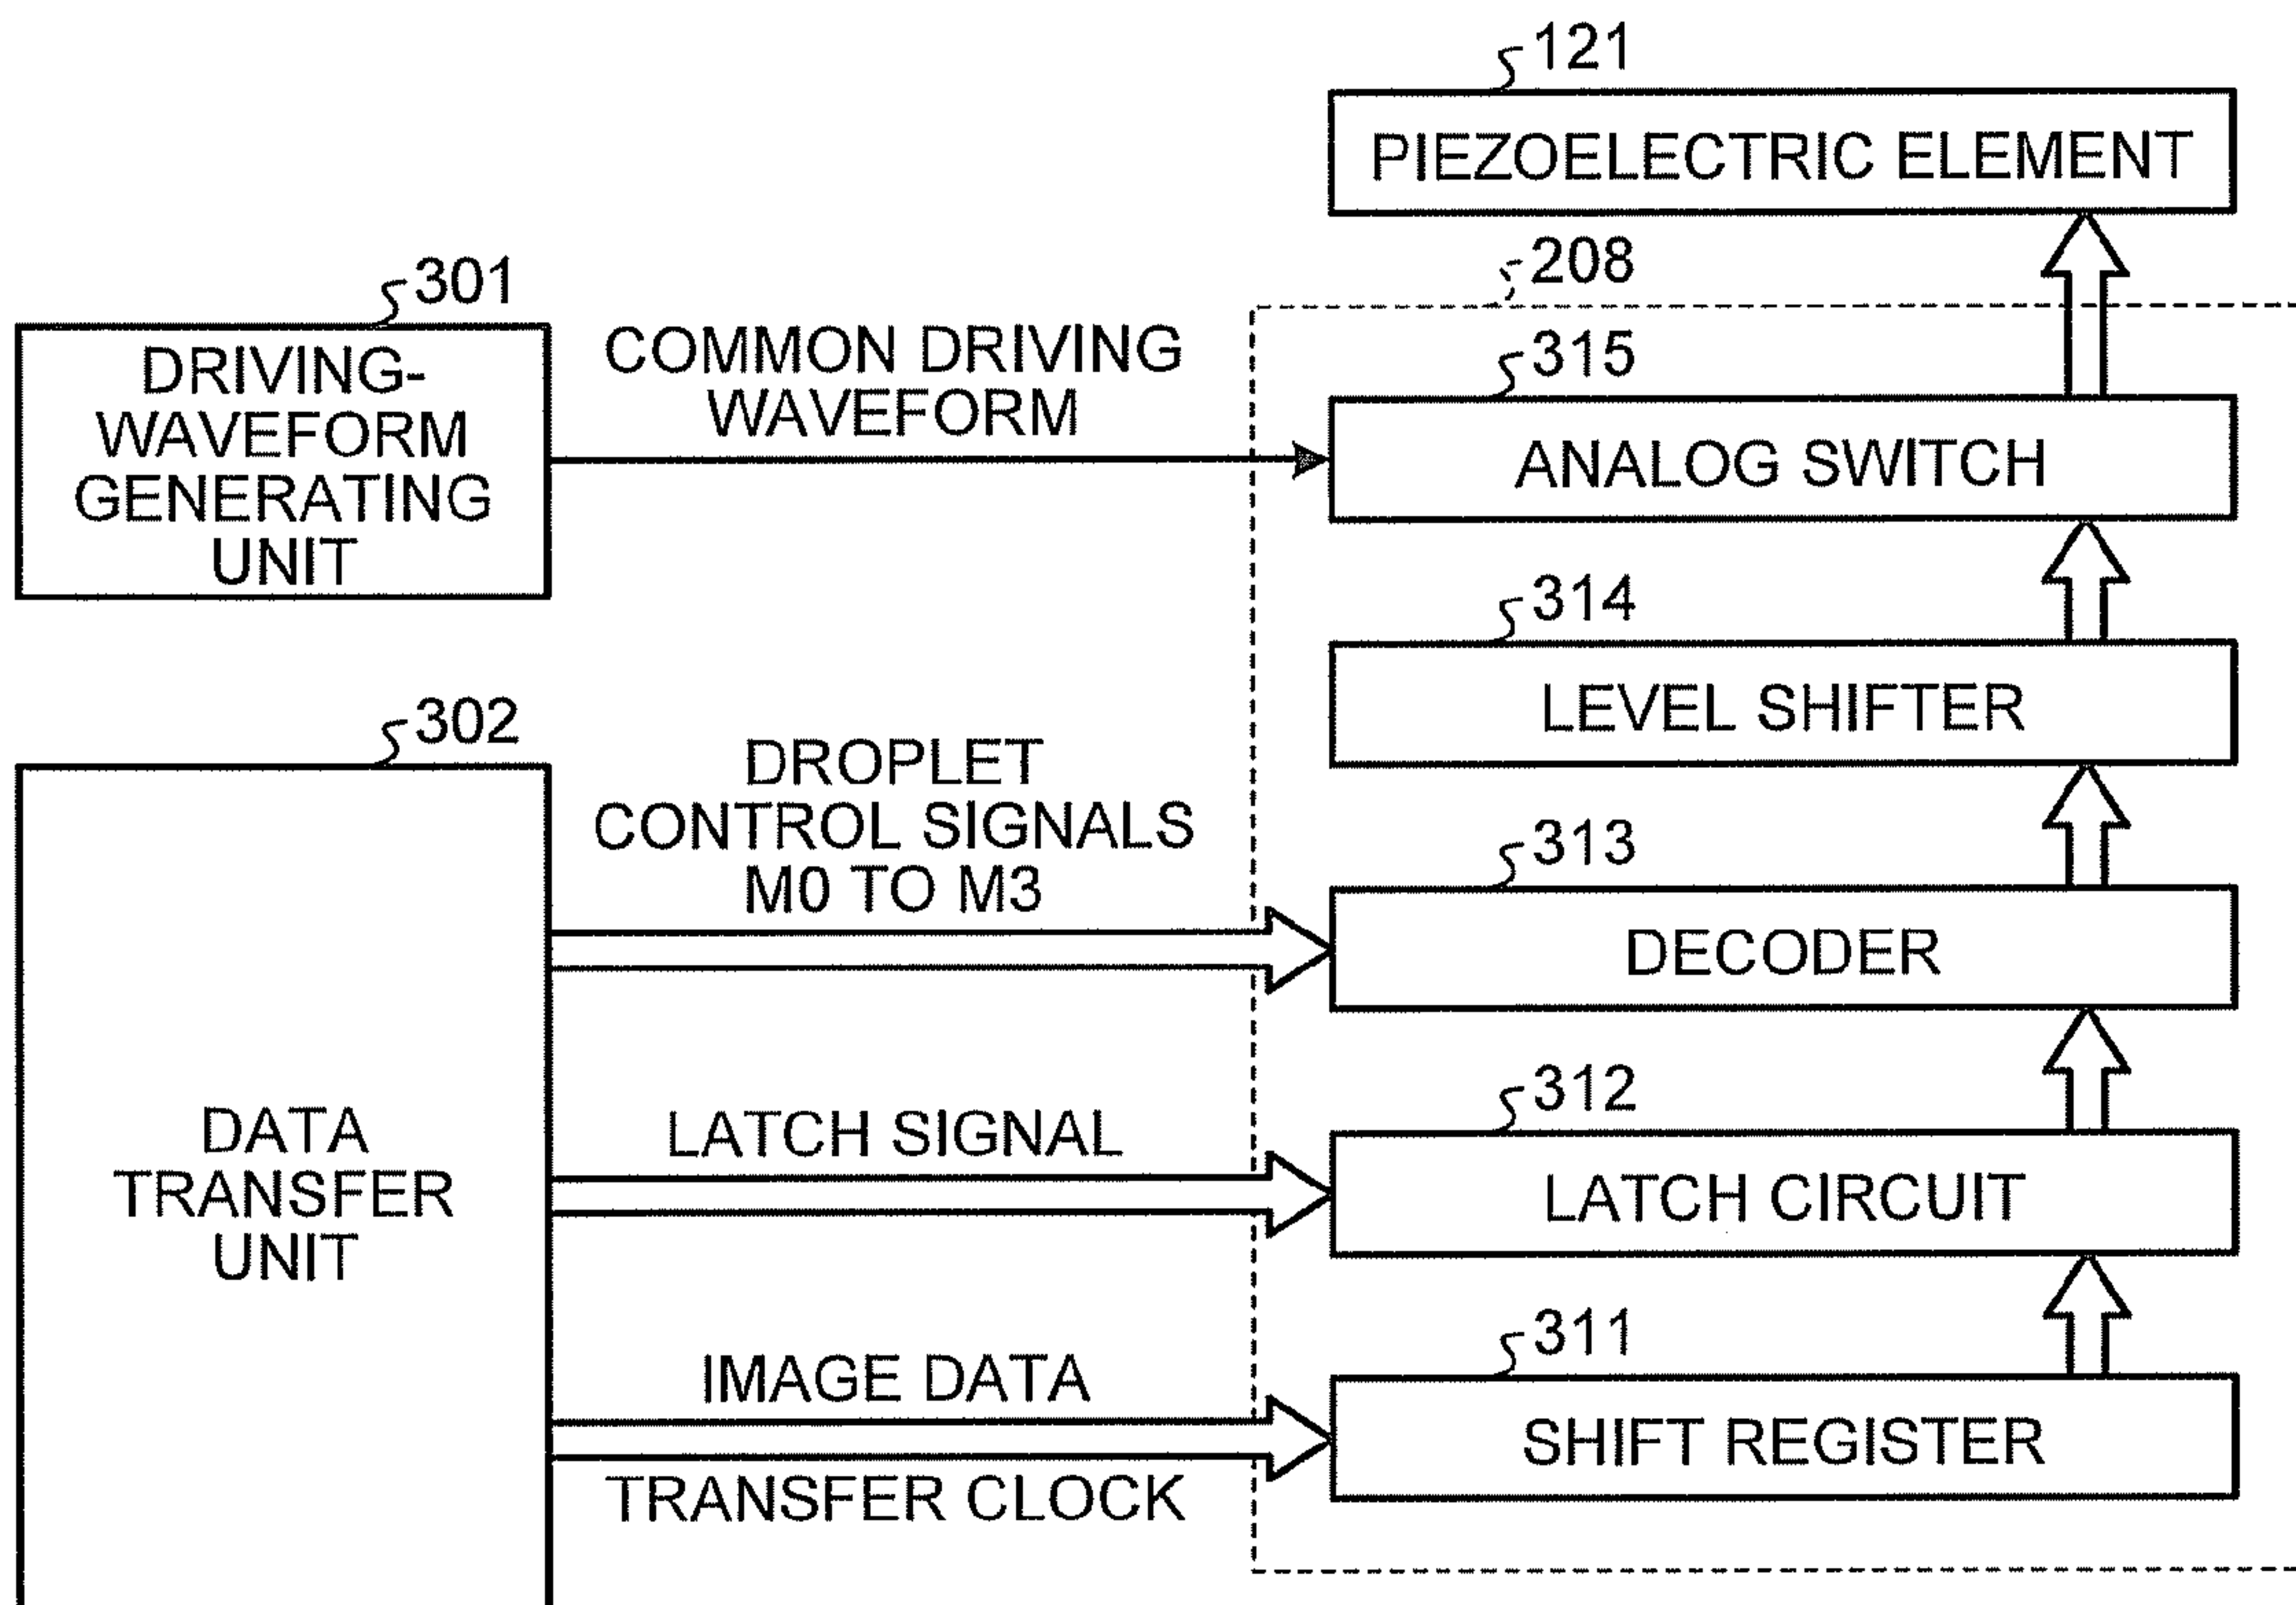 121
PIEZOELECTRIC ELEMENT
208
301
DRIVING-
WAVEFORM
GENERATING
UNIT
COMMON DRIVING
WAVEFORM
315
ANALOG SWITCH
314
LEVEL SHIFTER
302
DATA
TRANSFER
UNIT
DROPLET
CONTROL SIGNALS
M0 TO M3
313
DECODER
LATCH SIGNAL
312
LATCH CIRCUIT
IMAGE DATA
TRANSFER CLOCK
311
SHIFT REGISTER